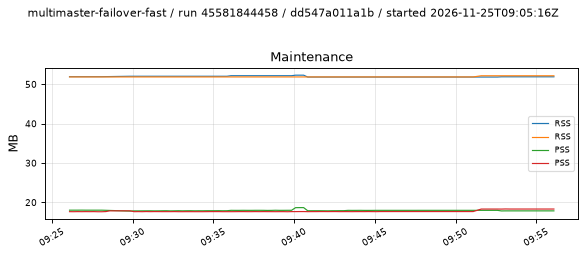 multimaster-failover-fast / run 45581844458 / dd547a011a1b / started 2026-11-25T09:05:16Z
Maintenance
MB
50
40
30
20
RSS
RSS
PSS
PSS
09:25
09:30
09:35
09:40
09:45
09:50
09:55